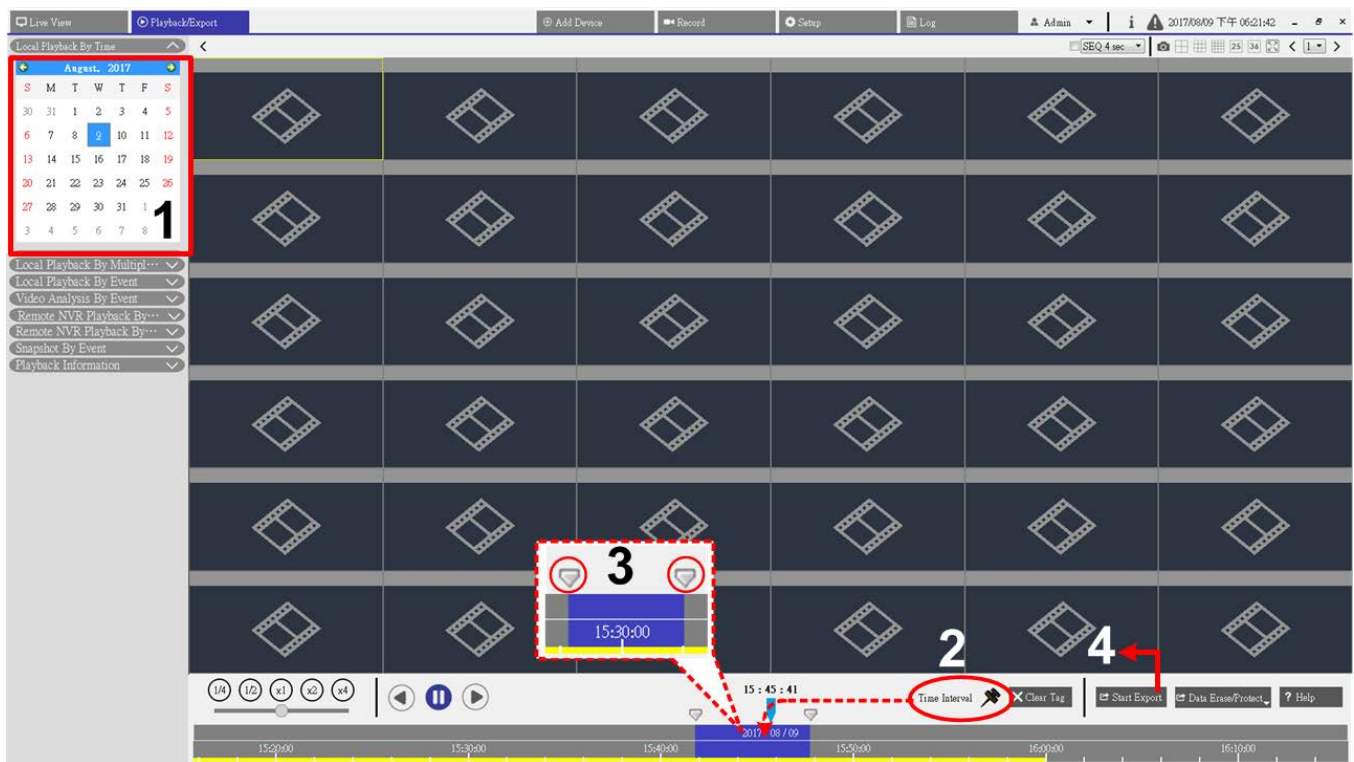 Live View
Playback/Export
Add Device
Record
Setup
Log
Admin
i
2017/08/09 下午 06:21:42
Local Playback By Time
SEQ 4 sec
25
36
1
August, 2017
S M T W T F S
30 31 1 2 3 4 5
6 7 8 9 10 11 12
13 14 15 16 17 18 19
20 21 22 23 24 25 26
27 28 29 30 31 1
3 4 5 6 7 8
1
Local Playback By Multipl···
Local Playback By Event
Video Analysis By Event
Remote NVR Playback By···
Remote NVR Playback By···
Snapshot By Event
Playback Information
3
15:30:00
2
4
1/4 1/2 x1 x2 x4
15 : 45 : 41
Time Interval
Clear Tag
Start Export
Data Erase/Protect
? Help
2017 / 08 / 09
15:20:00 15:30:00 15:40:00 15:50:00 16:00:00 16:10:00